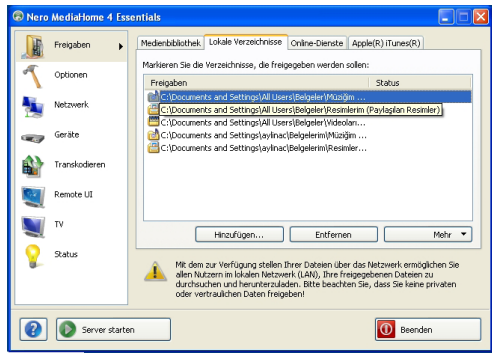 Nero MediaHome 4 Essentials
Freigaben
Optionen
Netzwerk
Geräte
Transkodieren
Remote UI
TV
Status
Medienbibliothek
Lokale Verzeichnisse
Online-Dienste
Apple(R) iTunes(R)
Markieren Sie die Verzeichnisse, die freigegeben werden sollen:
Freigaben
Status
C:\Documents and Settings\All Users\Belgeler\Müziğim ...
C:\Documents and Settings\All Users\Belgeler\Resimlerim (Paylaşılan Resimler)
C:\Documents and Settings\All Users\Belgeler\Videoları...
C:\Documents and Settings\aylinac\Belgelerim\Müziğim ...
C:\Documents and Settings\aylinac\Belgelerim\Resimler...
Hinzufügen...
Entfernen
Mehr
Mit dem zur Verfügung stellen Ihrer Dateien über das Netzwerk ermöglichen Sie
allen Nutzern im lokalen Netzwerk (LAN), Ihre freigegebenen Dateien zu
durchsuchen und herunterzuladen. Bitte beachten Sie, dass Sie keine privaten
oder vertraulichen Daten freigeben!
Server starten
Beenden